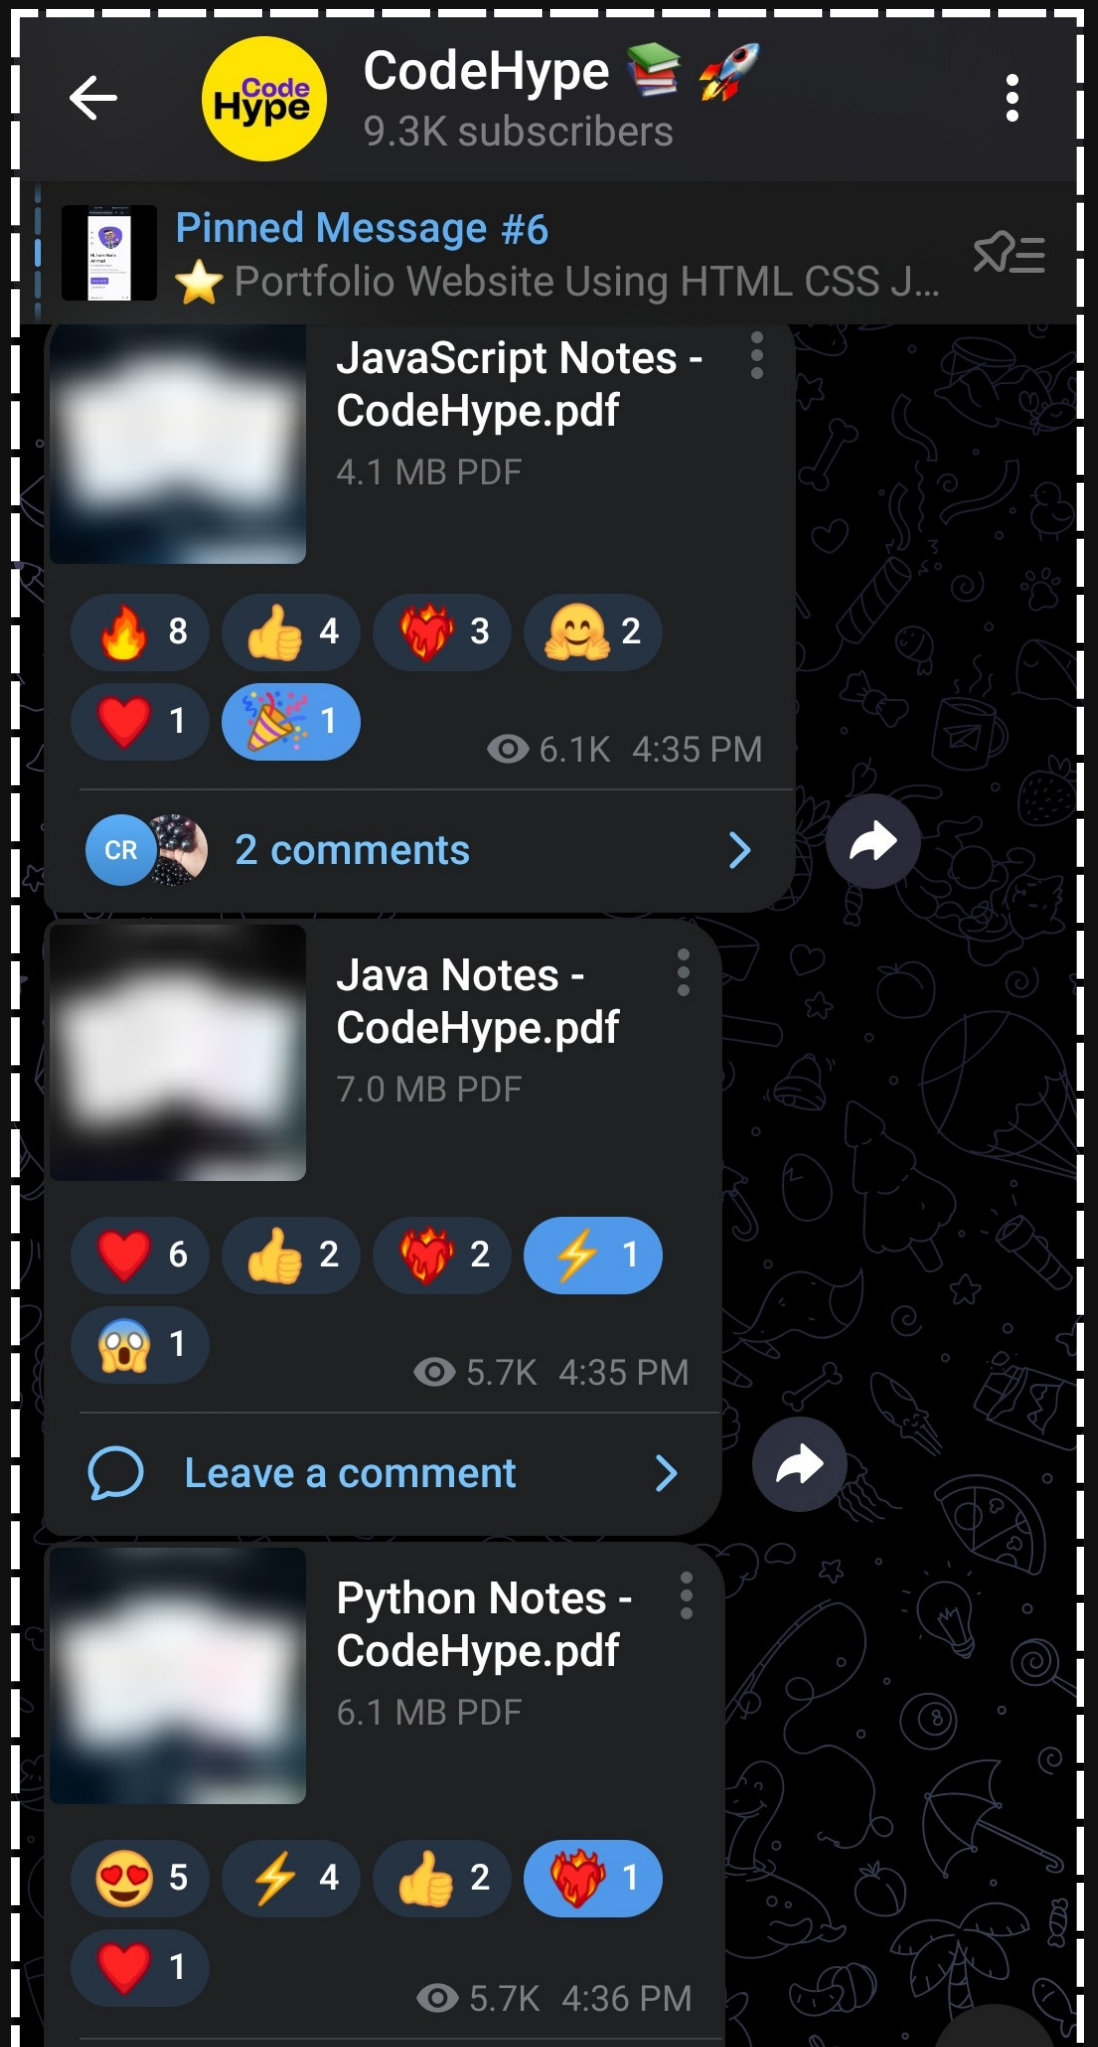 Code
Hype
CodeHype 📚 🚀
9.3K subscribers
Pinned Message #6
⭐ Portfolio Website Using HTML CSS J...
JavaScript Notes -
CodeHype.pdf
4.1 MB PDF
🔥 8 👍 4 ❤️‍🔥 3 🤗 2
❤️ 1 🎉 1
6.1K 4:35 PM
CR
2 comments
Java Notes -
CodeHype.pdf
7.0 MB PDF
❤️ 6 👍 2 ❤️‍🔥 2 ⚡ 1
😱 1
5.7K 4:35 PM
Leave a comment
Python Notes -
CodeHype.pdf
6.1 MB PDF
😍 5 ⚡ 4 👍 2 ❤️‍🔥 1
❤️ 1
5.7K 4:36 PM